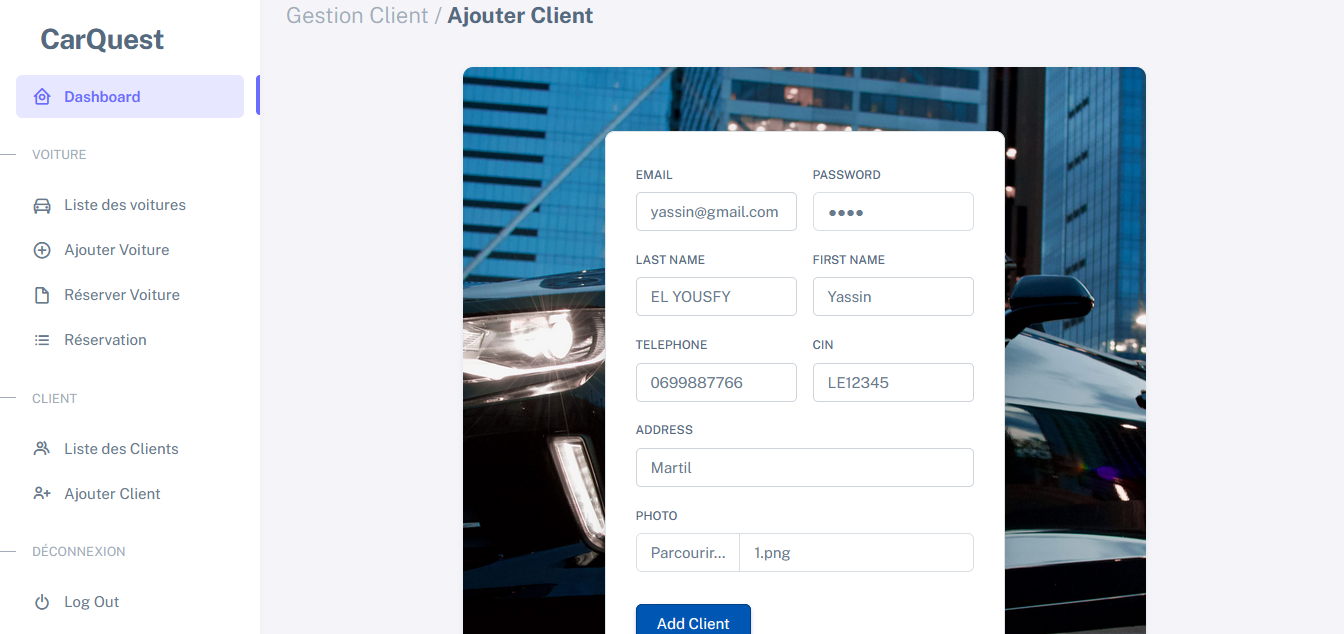 CarQuest
Dashboard
VOITURE
Liste des voitures
Ajouter Voiture
Réserver Voiture
Réservation
CLIENT
Liste des Clients
Ajouter Client
DÉCONNEXION
Log Out
Gestion Client / Ajouter Client
EMAIL PASSWORD
yassin@gmail.com ●●●●
LAST NAME FIRST NAME
EL YOUSFY Yassin
TELEPHONE CIN
0699887766 LE12345
ADDRESS
Martil
PHOTO
Parcourir... 1.png
Add Client